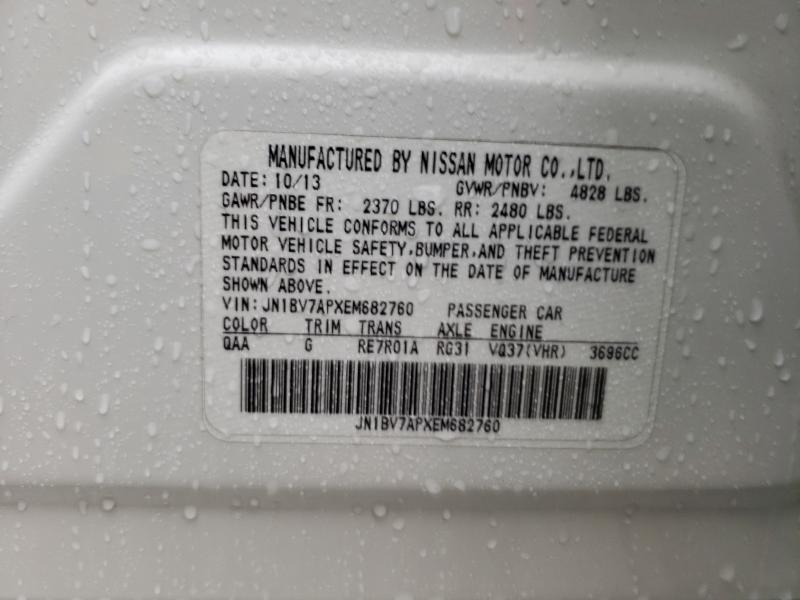 MANUFACTURED BY NISSAN MOTOR CO.,LTD.
DATE: 10/13 GVWR/PNBV: 4828 LBS.
GAWR/PNBE FR: 2370 LBS. RR: 2480 LBS.
THIS VEHICLE CONFORMS TO ALL APPLICABLE FEDERAL
MOTOR VEHICLE SAFETY,BUMPER,AND THEFT PREVENTION
STANDARDS IN EFFECT ON THE DATE OF MANUFACTURE
SHOWN ABOVE.
VIN:JN1BV7APXEM682760 PASSENGER CAR
COLOR TRIM TRANS AXLE ENGINE
QAA G RE7R01A RG31 VQ37(VHR) 3696CC
JN1BV7APXEM682760